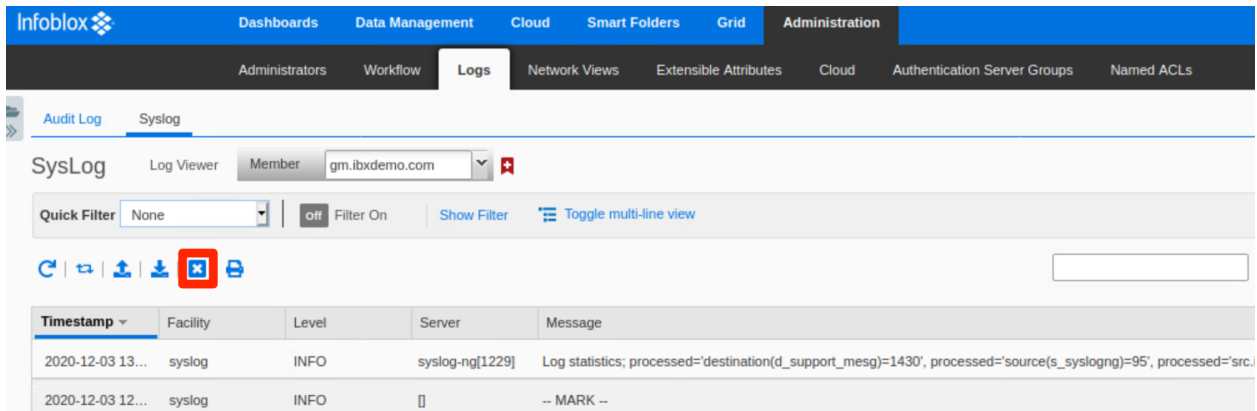 Infoblox Dashboards Data Management Cloud Smart Folders Grid Administration
Administrators Workflow Logs Network Views Extensible Attributes Cloud Authentication Server Groups Named ACLs
Audit Log Syslog
SysLog Log Viewer Member gm.ibxdemo.com
Quick Filter None Off Filter On Show Filter Toggle multi-line view
Timestamp Facility Level Server Message
2020-12-03 13... syslog INFO syslog-ng[1229] Log statistics; processed='destination(d_support_mesg)=1430', processed='source(s_syslogng)=95', processed='src.i
2020-12-03 12... syslog INFO [] -- MARK --